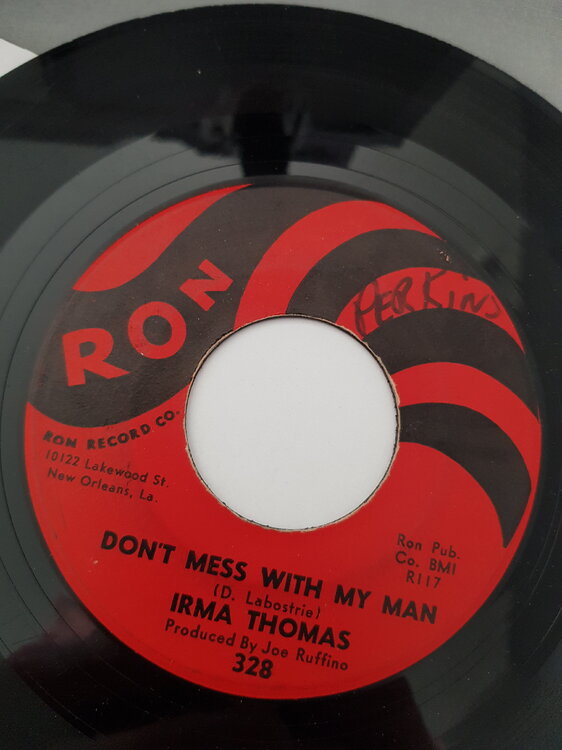 RON
HERKINS
RON RECORD CO.
10122 Lakewood St.
New Orleans, La.
Ron Pub.
Co. BMI
R117
DON'T MESS WITH MY MAN
(D. Labostrie)
IRMA THOMAS
Produced By Joe Ruffino
328